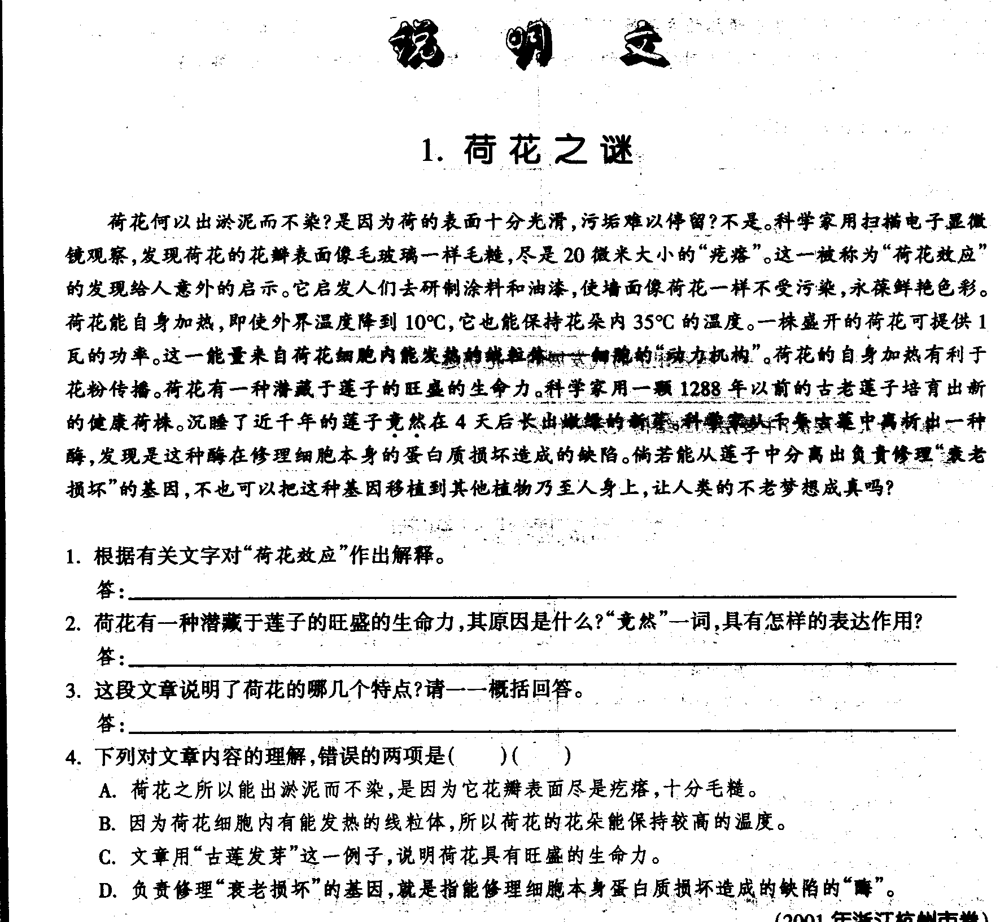 说明文
1. 荷花之谜
荷花何以出淤泥而不染?是因为荷的表面十分光滑,污垢难以停留?不是。科学家用扫描电子显微
镜观察,发现荷花的花瓣表面像毛玻璃一样毛糙,尽是20微米大小的“疙瘩”。这一被称为“荷花效应”
的发现给人意外的启示。它启发人们去研制涂料和油漆,使墙面像荷花一样不受污染,永葆鲜艳色彩。
荷花能自身加热,即使外界温度降到10℃,它也能保持花朵内35℃的温度。一株盛开的荷花可提供1
瓦的功率。这一能量来自荷花细胞内能发热的线粒体——细胞的“动力机构”。荷花的自身加热有利于
花粉传播。荷花有一种潜藏于莲子的旺盛的生命力。科学家用一颗1288年以前的古老莲子培育出新
的健康荷株。沉睡了近千年的莲子竟然在4天后长出嫩绿的新芽。科学家从千年古莲中离析出一种
酶,发现是这种酶在修理细胞本身的蛋白质损坏造成的缺陷。倘若能从莲子中分离出负责修理“衰老
损坏”的基因,不也可以把这种基因移植到其他植物乃至人身上,让人类的不老梦想成真吗?
1. 根据有关文字对“荷花效应”作出解释。
答:
2. 荷花有一种潜藏于莲子的旺盛的生命力,其原因是什么?“竟然”一词,具有怎样的表达作用?
答:
3. 这段文章说明了荷花的哪几个特点?请一一概括回答。
答:
4. 下列对文章内容的理解,错误的两项是( )( )
A. 荷花之所以能出淤泥而不染,是因为它花瓣表面尽是疙瘩,十分毛糙。
B. 因为荷花细胞内有能发热的线粒体,所以荷花的花朵能保持较高的温度。
C. 文章用“古莲发芽”这一例子,说明荷花具有旺盛的生命力。
D. 负责修理“衰老损坏”的基因,就是指能修理细胞本身蛋白质损坏造成的缺陷的“酶”。
(2001年浙江杭州市卷)